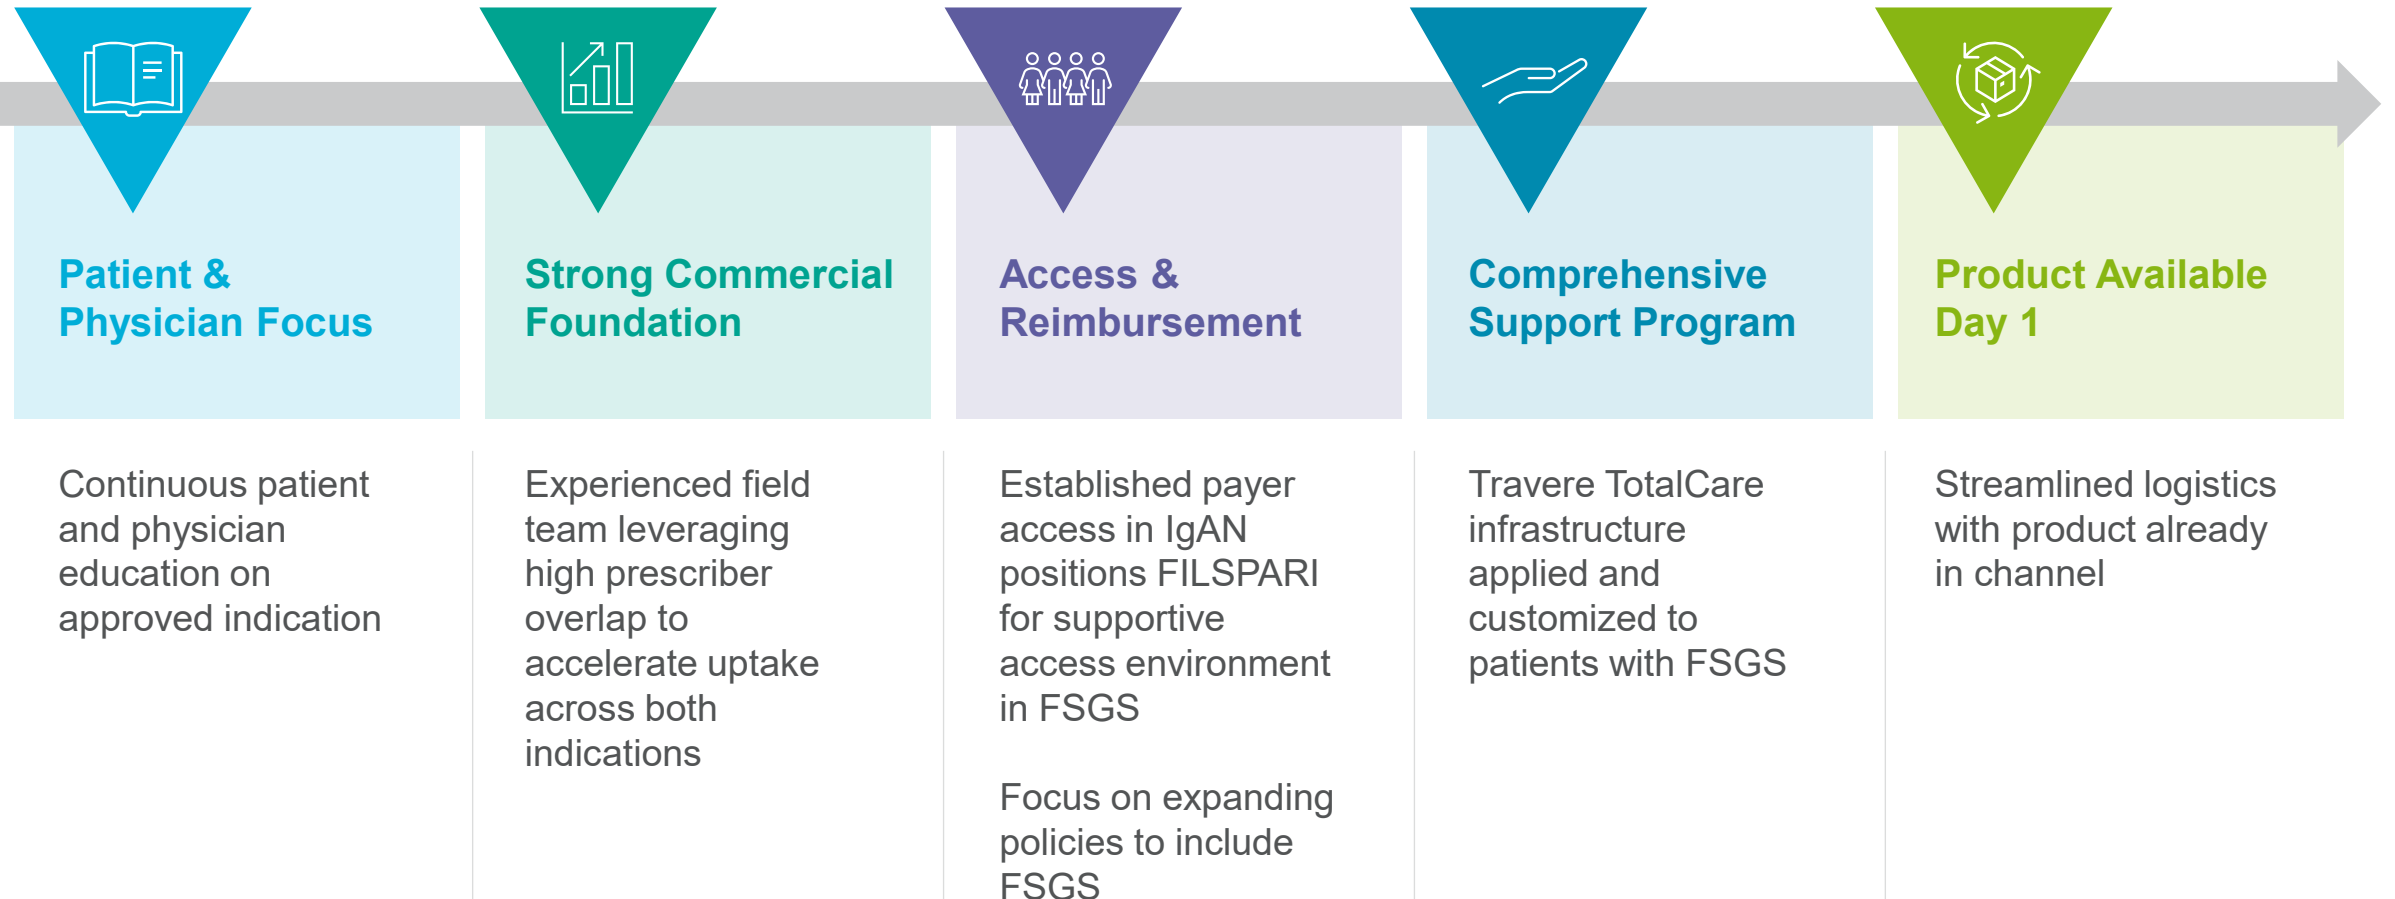 Patient &
Physician Focus
Continuous patient
and physician
education on
approved indication
Strong Commercial
Foundation
Experienced field
team leveraging
high prescriber
overlap to
accelerate uptake
across both
indications
Access &
Reimbursement
Established payer
access in IgAN
positions FILSPARI
for supportive
access environment
in FSGS
Focus on expanding
policies to include
FSGS
Comprehensive
Support Program
Travere TotalCare
infrastructure
applied and
customized to
patients with FSGS
Product Available
Day 1
Streamlined logistics
with product already
in channel